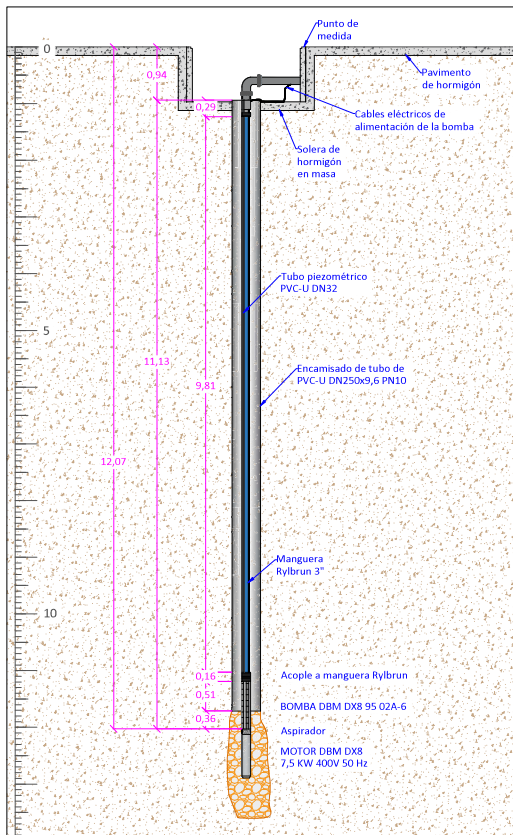 0
Punto de
medida
0,94
Pavimento
de hormigón
0,29
Cables eléctricos de
alimentación de la bomba
Solera de
hormigón
en masa
Tubo piezométrico
PVC-U DN32
5
11,13
Encamisado de tubo de
PVC-U DN250x9,6 PN10
9,81
12,07
Manguera
Rylbrun 3"
10
0,16
Acople a manguera Rylbrun
0,51
BOMBA DBM DX8 95 02A-6
0,36
Aspirador
MOTOR DBM DX8
7,5 KW 400V 50 Hz